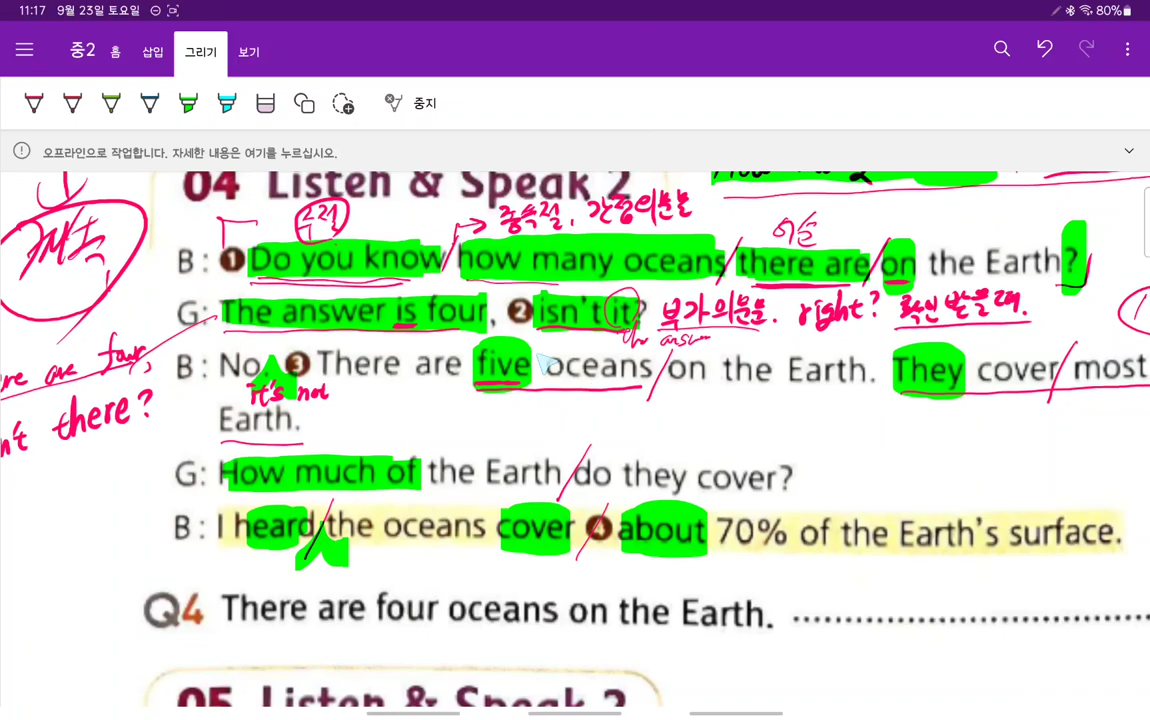 11:17 9월 23일 토요일 80%
중2 홈 삽입 그리기 보기
중지
오프라인으로 작업합니다. 자세한 내용은 여기를 누르십시오.
04 Listen & Speak 2
주절 종속절, 간접의문문
B: ❶ Do you know how many oceans there are on the Earth?
G: The answer is four, ❷ isn't it? 부가의문문. right? 확인 받을때.
the answer
B: No, ❸ There are five oceans on the Earth. They cover most
it's not
are four,
Earth.
there?
G: How much of the Earth do they cover?
B: I heard the oceans cover ❹ about 70% of the Earth's surface.
Q4 There are four oceans on the Earth.
05 Listen & Speak 2